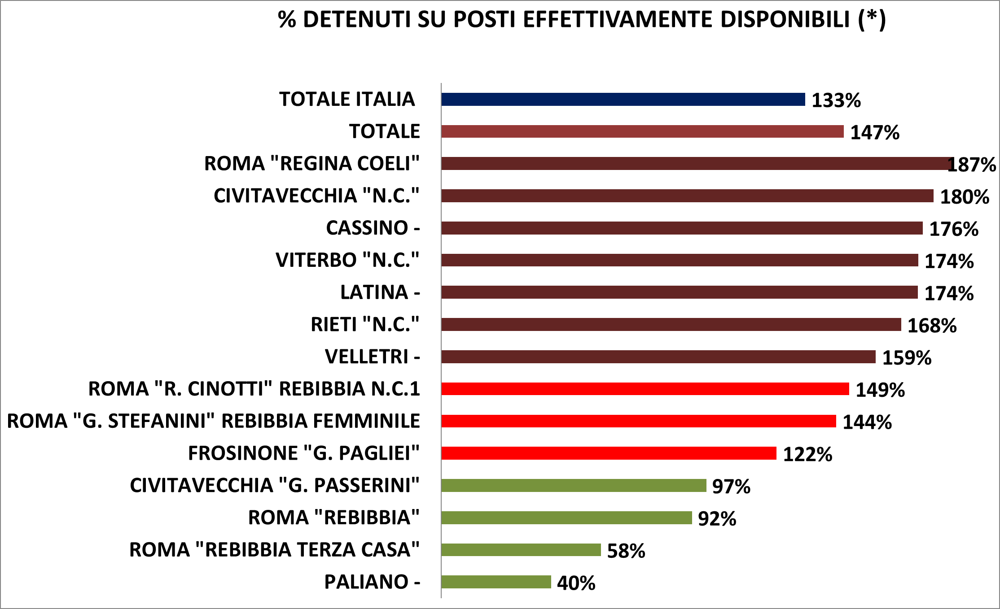 % DETENUTI SU POSTI EFFETTIVAMENTE DISPONIBILI (*)
TOTALE ITALIA 133%
TOTALE 147%
ROMA "REGINA COELI" 187%
CIVITAVECCHIA "N.C." 180%
CASSINO - 176%
VITERBO "N.C." 174%
LATINA - 174%
RIETI "N.C." 168%
VELLETRI - 159%
ROMA "R. CINOTTI" REBIBBIA N.C.1 149%
ROMA "G. STEFANINI" REBIBBIA FEMMINILE 144%
FROSINONE "G. PAGLIEI" 122%
CIVITAVECCHIA "G. PASSERINI" 97%
ROMA "REBIBBIA" 92%
ROMA "REBIBBIA TERZA CASA" 58%
PALIANO - 40%